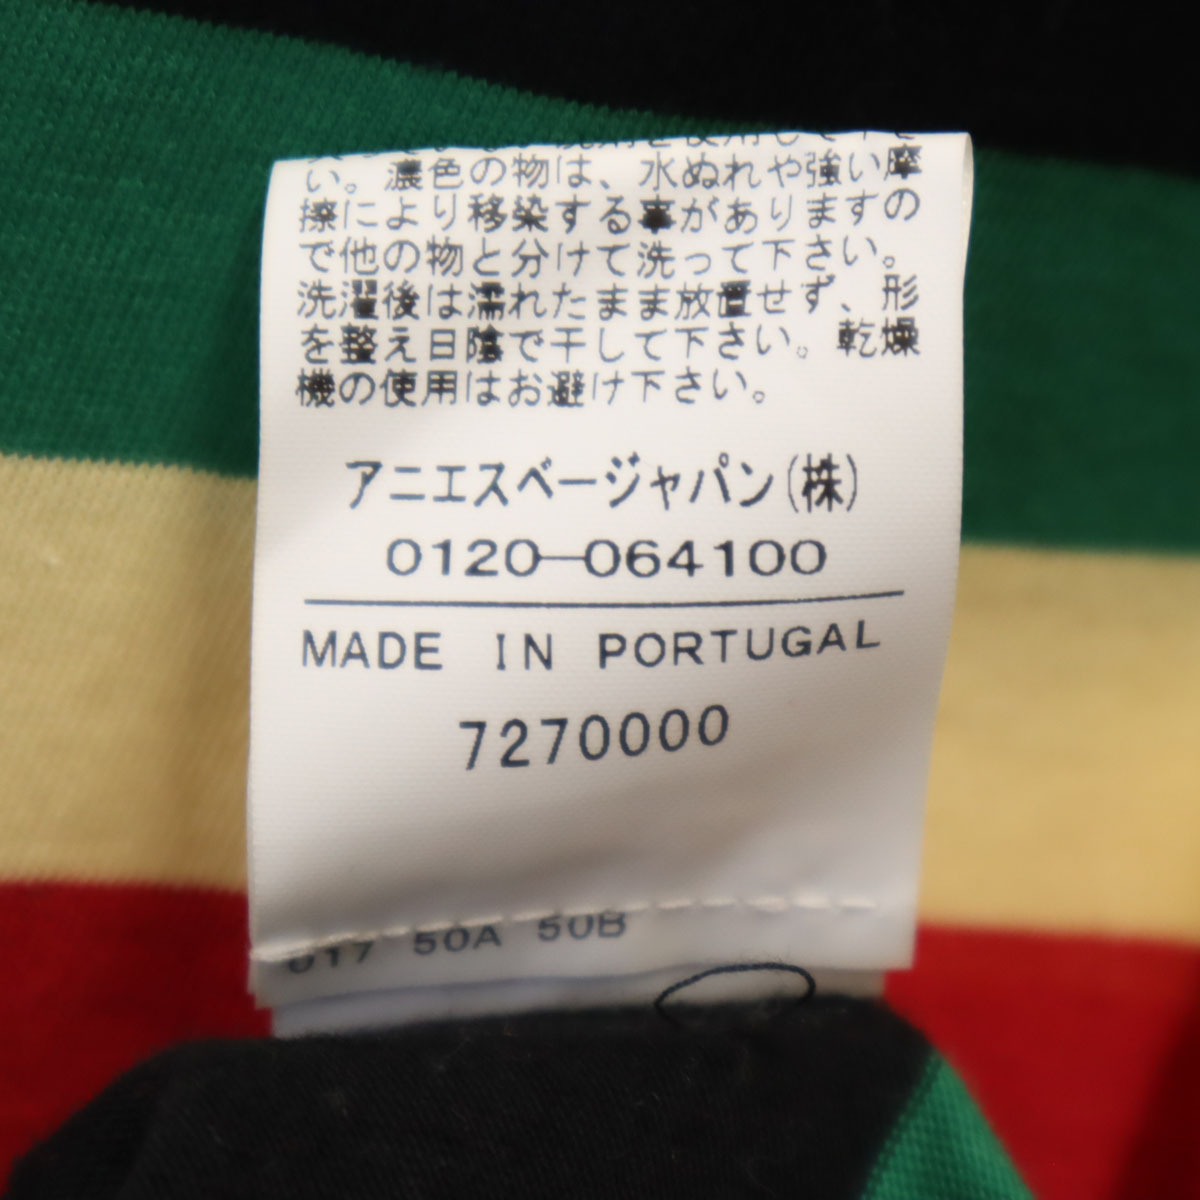 い。濃色の物は、水ぬれや強い摩
擦により移染する事がありますの
で他の物と分けて洗って下さい。
洗濯後は濡れたまま放置せず、形
を整え日陰で干して下さい。乾燥
機の使用はお避け下さい。
アニエスベージャパン(株)
0120-064100
MADE IN PORTUGAL
7270000
017 50A 50B